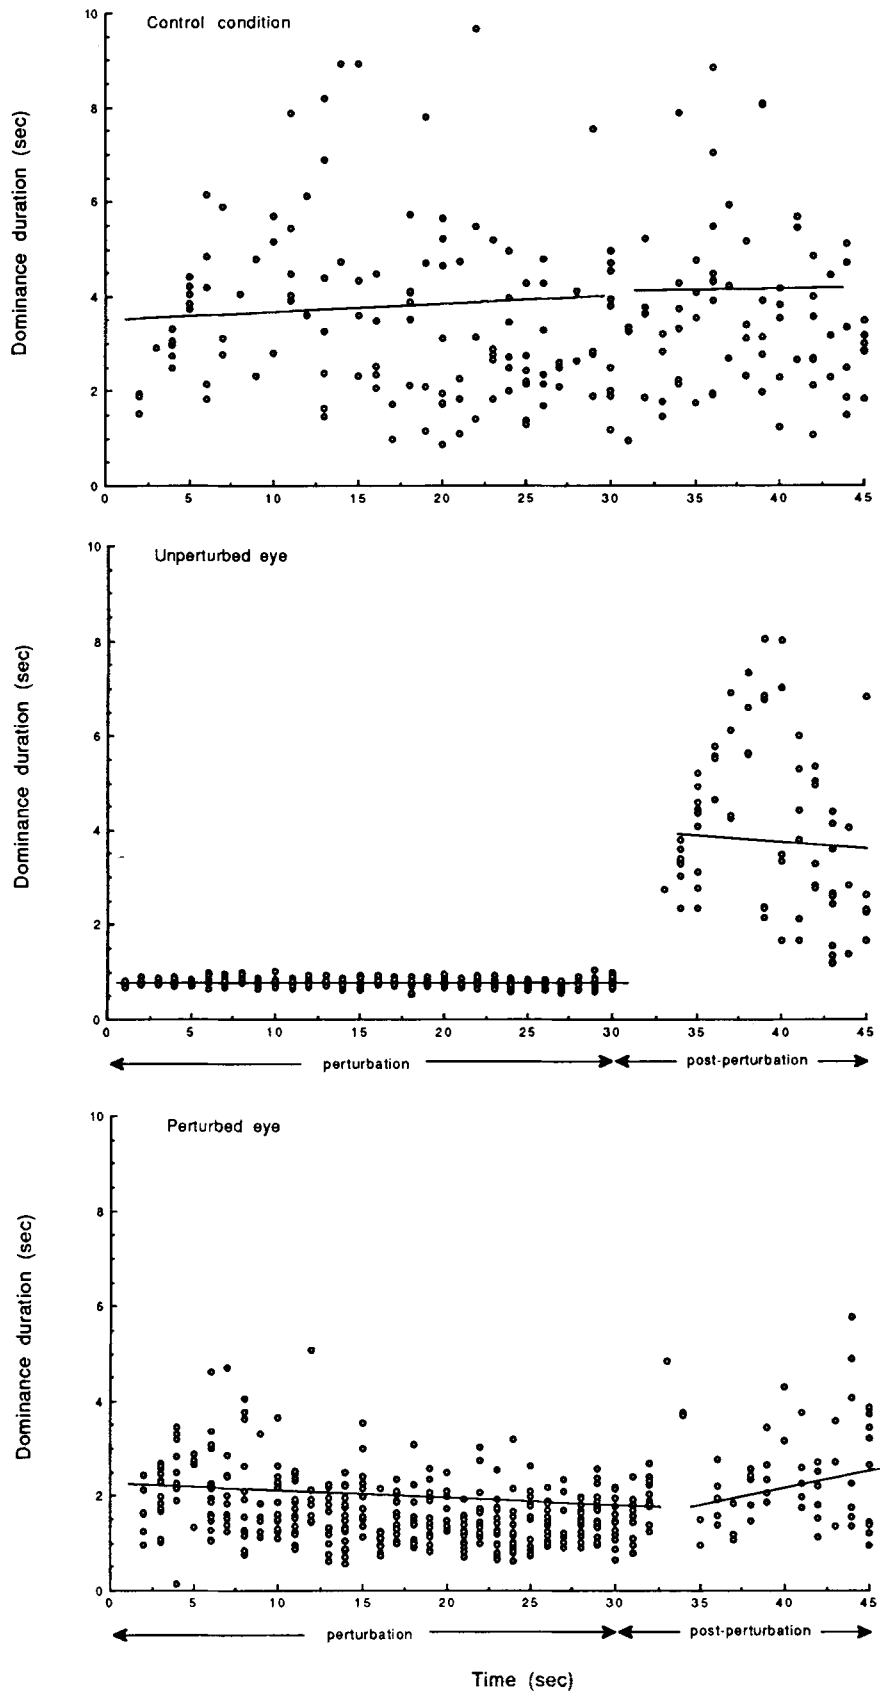 Control condition
Dominance duration (sec)
10
8
6
4
2
0
0 5 10 15 20 25 30 35 40 45
Unperturbed eye
Dominance duration (sec)
10
8
6
4
2
0
0 5 10 15 20 25 30 35 40 45
perturbation post-perturbation
Perturbed eye
Dominance duration (sec)
10
8
6
4
2
0
0 5 10 15 20 25 30 35 40 45
perturbation post-perturbation
Time (sec)